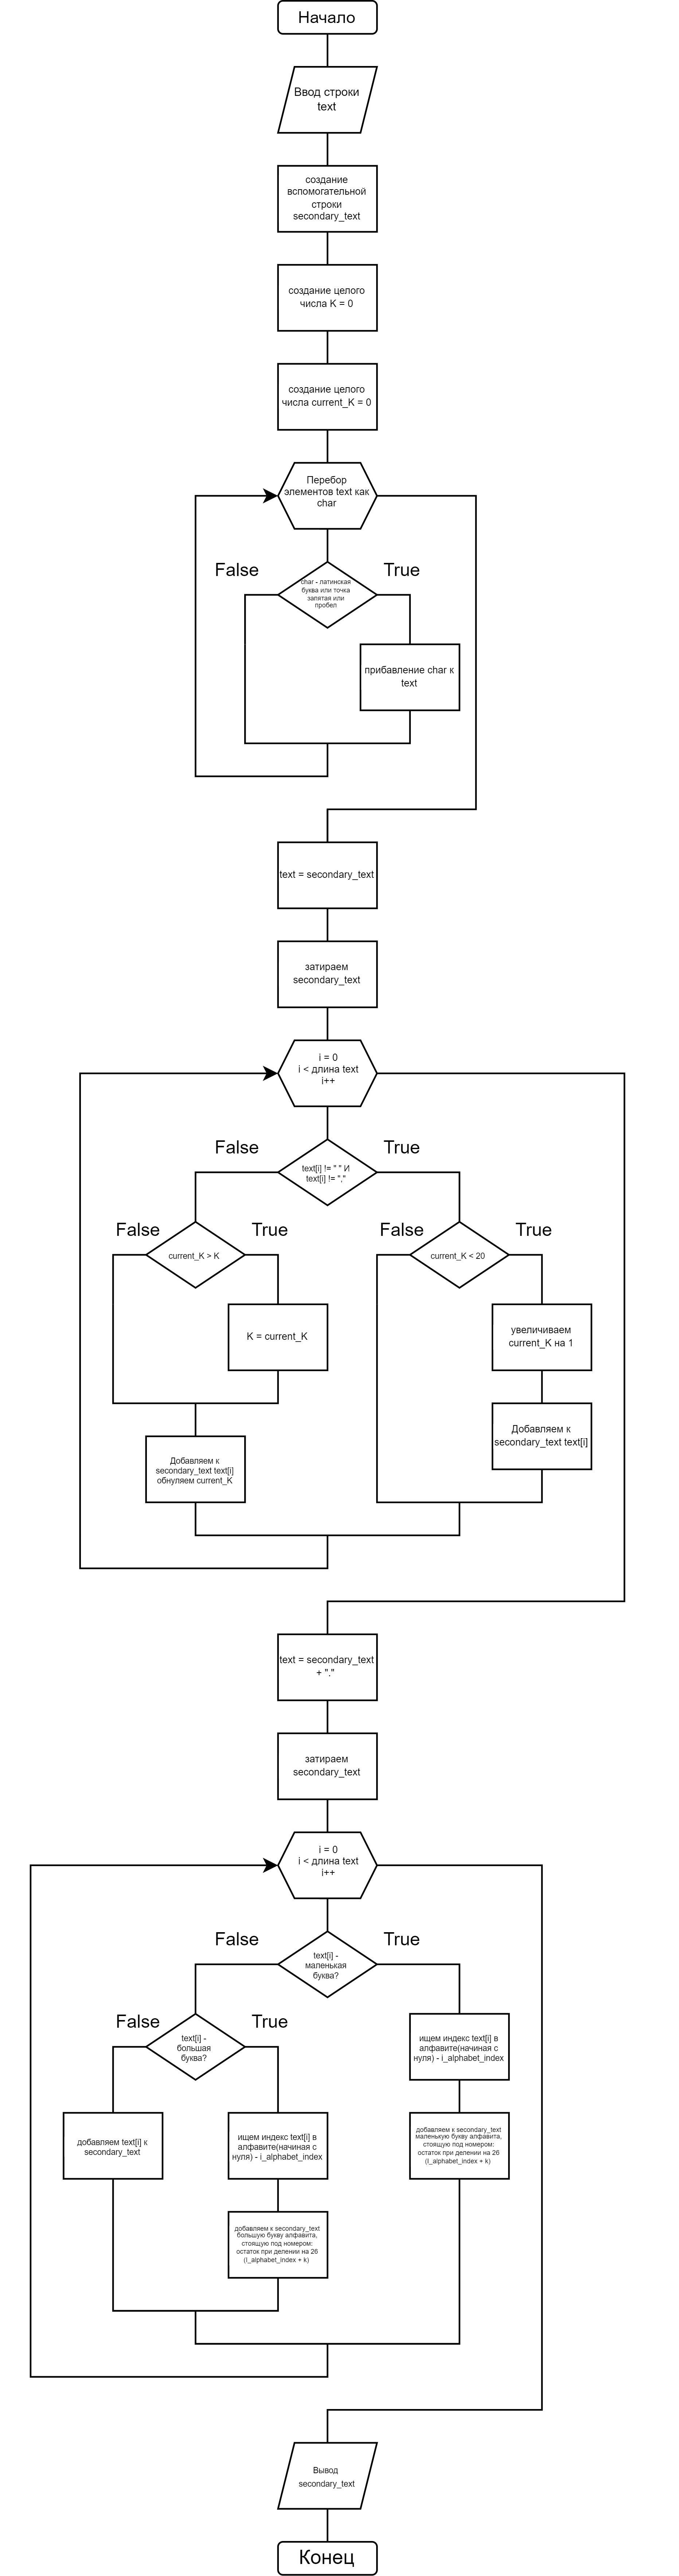 Начало
Ввод строки
text
создание
вспомогательной
строки
secondary_text
создание целого
числа K = 0
создание целого
числа current_K = 0
Перебор
элементов text как
char
False
True
char - латинская
буква или точка
запятая или
пробел
прибавление char к
text
text = secondary_text
затираем
secondary_text
i = 0
i < длина text
i++
False
True
text[i] != " " И
text[i] != "."
False
True
current_K > K
False
True
current_K < 20
K = current_K
увеличиваем
current_K на 1
Добавляем к
secondary_text text[i]
обнуляем current_K
Добавляем к
secondary_text text[i]
text = secondary_text
+ "."
затираем
secondary_text
i = 0
i < длина text
i++
False
True
text[i] -
маленькая
буква?
False
True
text[i] -
большая
буква?
ищем индекс text[i] в
алфавите(начиная с
нуля) - i_alphabet_index
добавляем text[i] к
secondary_text
ищем индекс text[i] в
алфавите(начиная с
нуля) - i_alphabet_index
добавляем к secondary_text
маленькую букву алфавита,
стоящую под номером:
остаток при делении на 26
(I_alphabet_index + k)
добавляем к secondary_text
большую букву алфавита,
стоящую под номером:
остаток при делении на 26
(I_alphabet_index + k)
Вывод
secondary_text
Конец